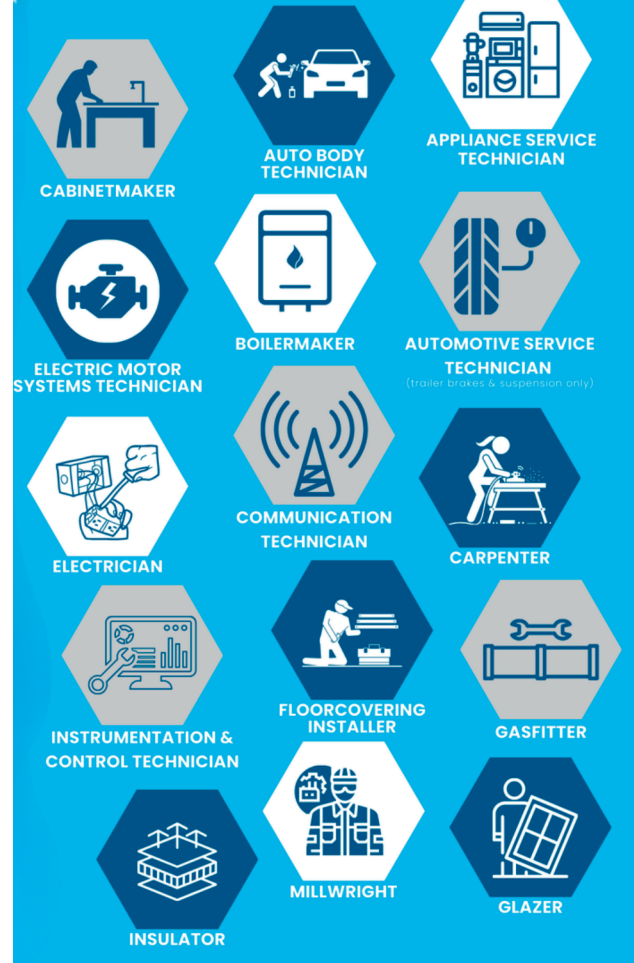 CABINETMAKER
AUTO BODY
TECHNICIAN
APPLIANCE SERVICE
TECHNICIAN
ELECTRIC MOTOR
SYSTEMS TECHNICIAN
BOILERMAKER
AUTOMOTIVE SERVICE
TECHNICIAN
(trailer brakes & suspension only)
ELECTRICIAN
COMMUNICATION
TECHNICIAN
CARPENTER
INSTRUMENTATION &
CONTROL TECHNICIAN
FLOORCOVERING
INSTALLER
GASFITTER
INSULATOR
MILLWRIGHT
GLAZER